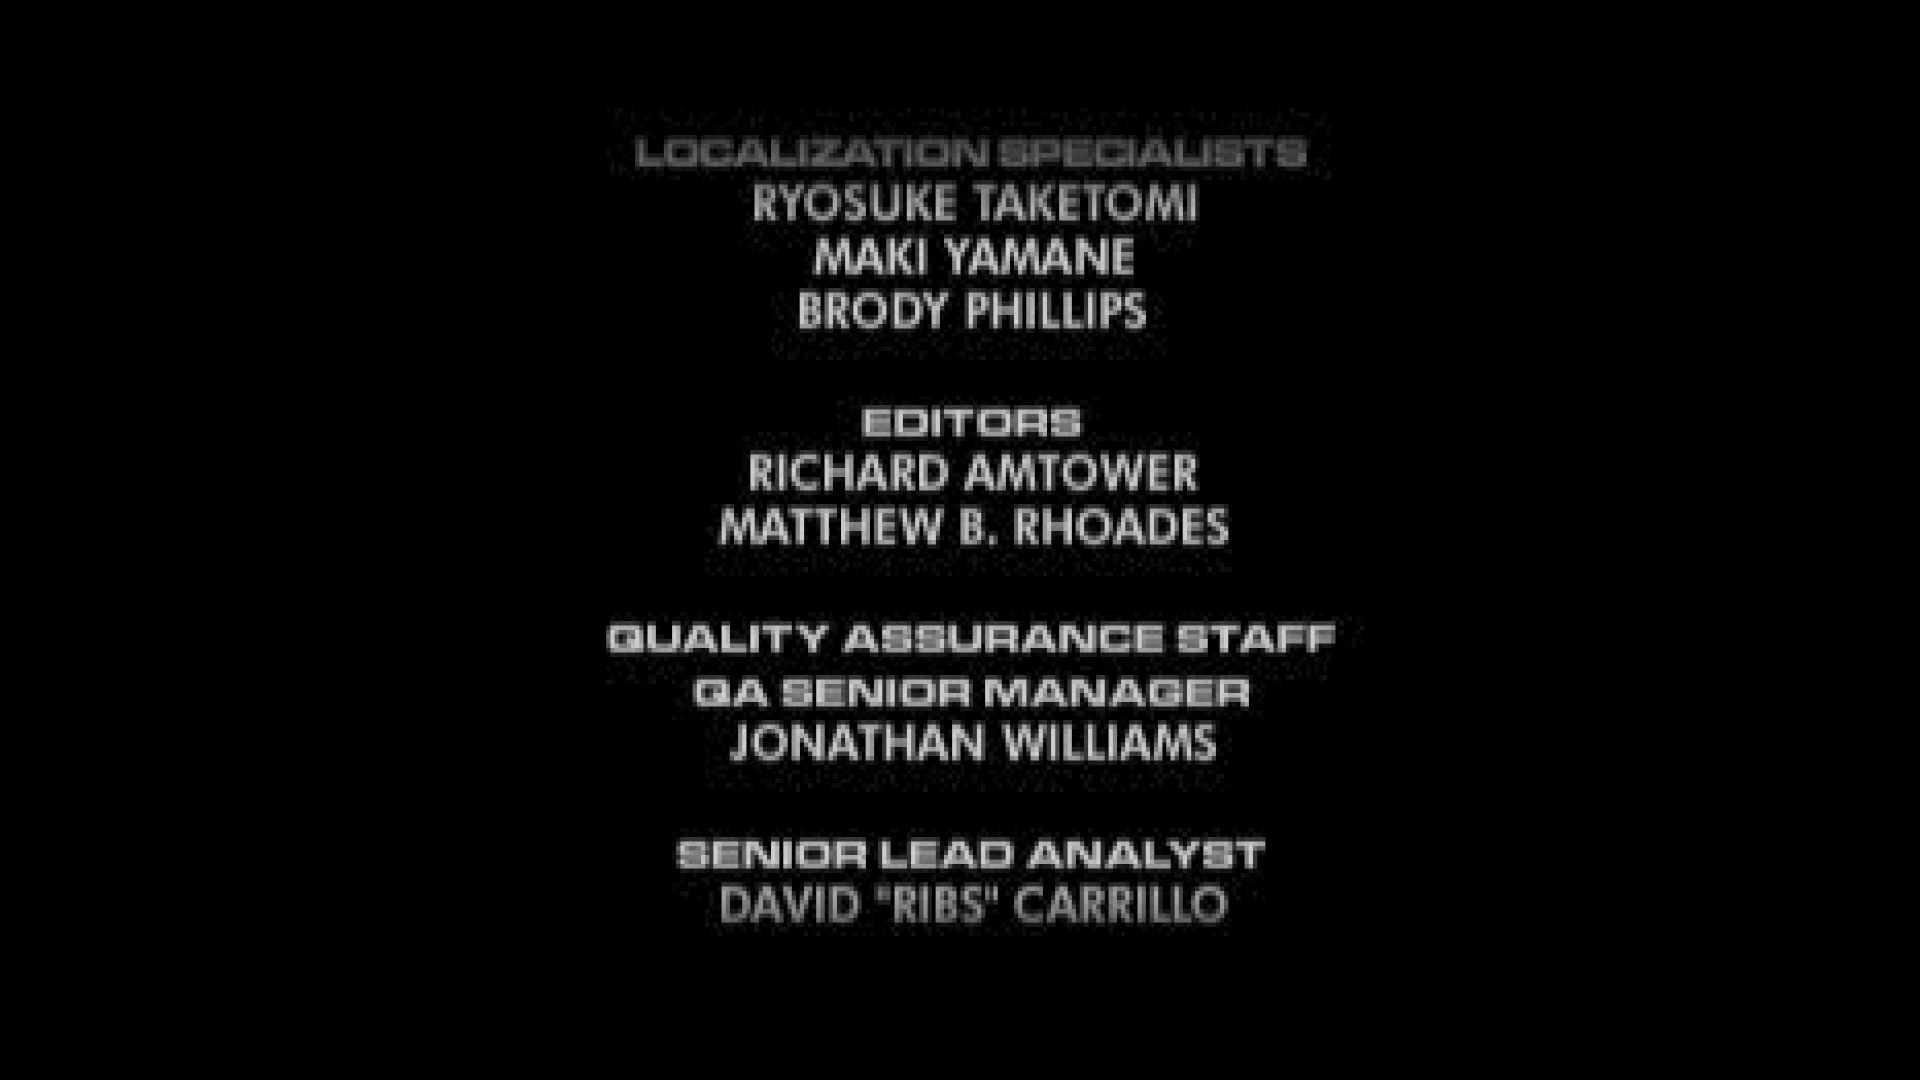 LOCALIZATION SPECIALISTS
RYOSUKE TAKETOMI
MAKI YAMANE
BRODY PHILLIPS
EDITORS
RICHARD AMTOWER
MATTHEW B. RHOADES
QUALITY ASSURANCE STAFF
QA SENIOR MANAGER
JONATHAN WILLIAMS
SENIOR LEAD ANALYST
DAVID "RIBS" CARRILLO